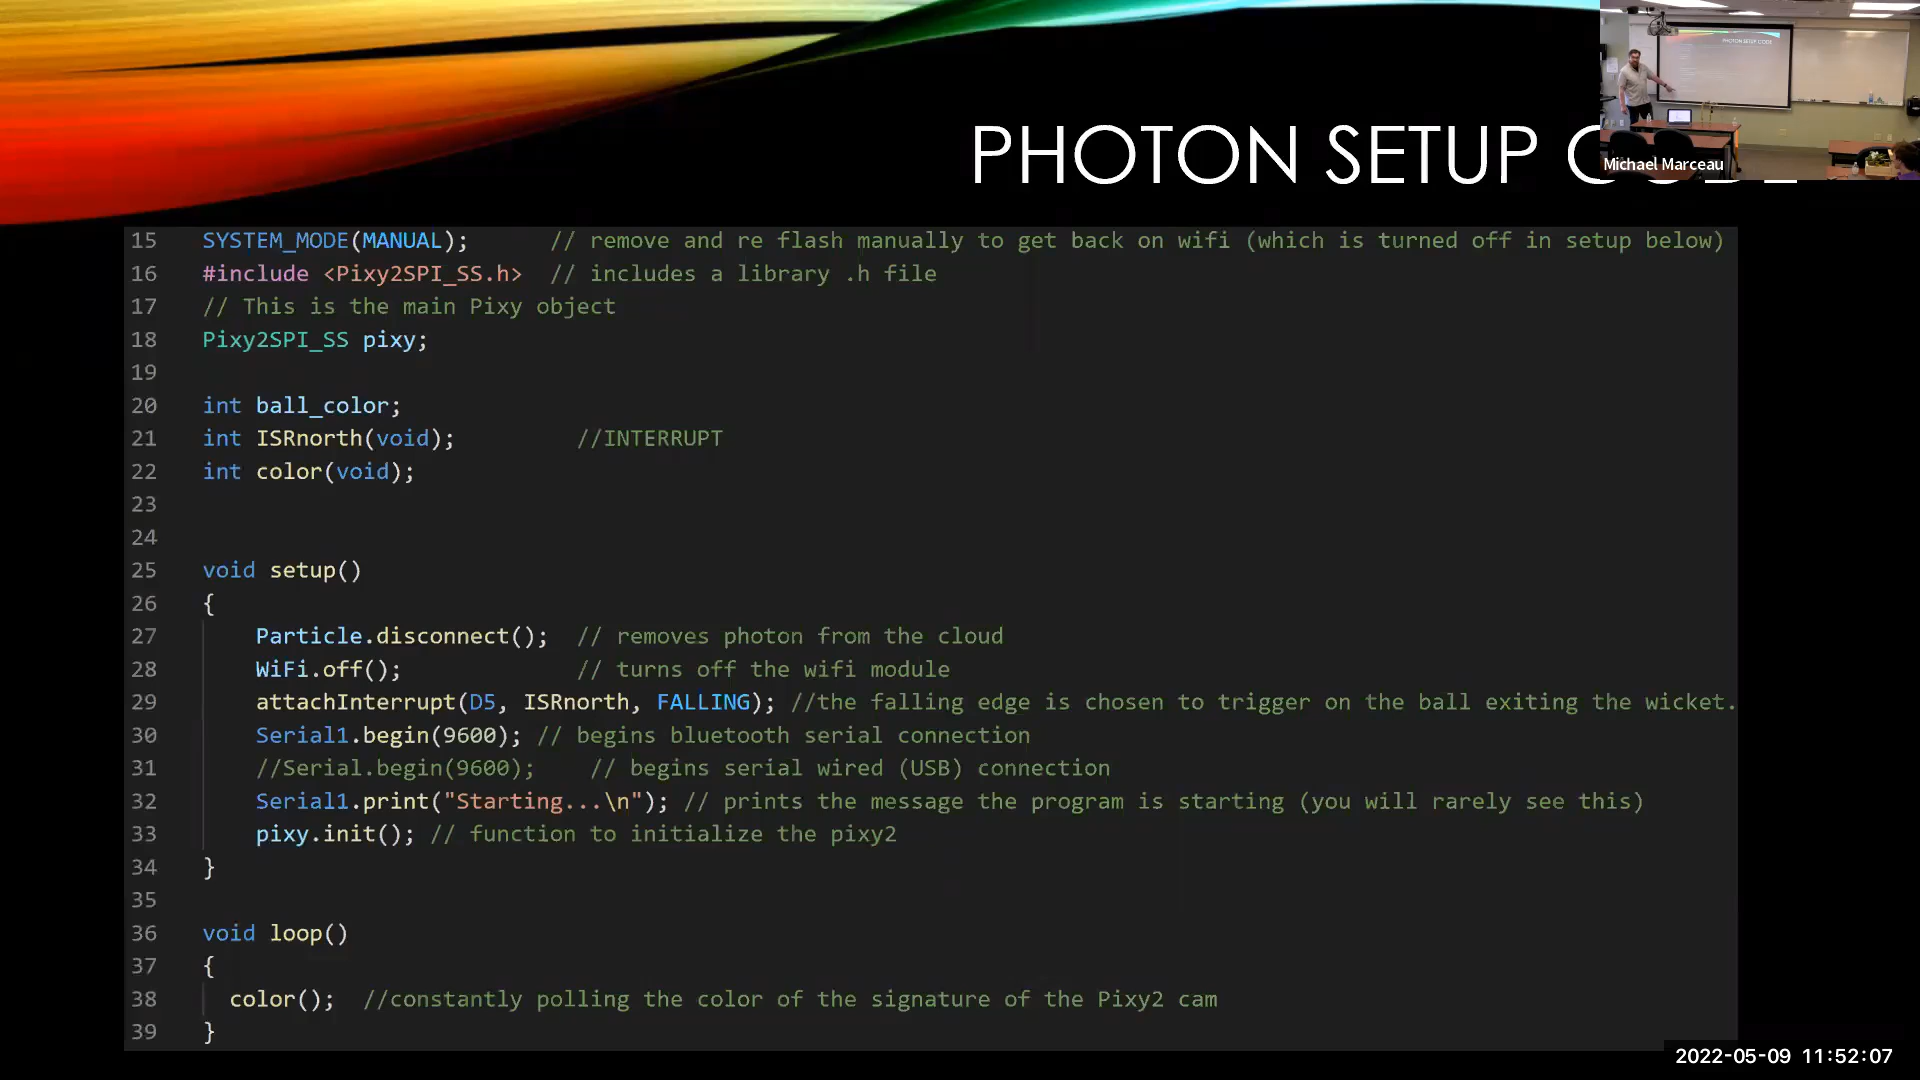 PHOTON SETUP
Michael Marceau
15 SYSTEM_MODE(MANUAL); // remove and re flash manually to get back on wifi (which is turned off in setup below)
16 #include <Pixy2SPI_SS.h> // includes a library .h file
17 // This is the main Pixy object
18 Pixy2SPI_SS pixy;
19
20 int ball_color;
21 int ISRnorth(void); //INTERRUPT
22 int color(void);
23
24
25 void setup()
26 {
27 Particle.disconnect(); // removes photon from the cloud
28 WiFi.off(); // turns off the wifi module
29 attachInterrupt(D5, ISRnorth, FALLING); //the falling edge is chosen to trigger on the ball exiting the wicket.
30 Serial1.begin(9600); // begins bluetooth serial connection
31 //Serial.begin(9600); // begins serial wired (USB) connection
32 Serial1.print("Starting...\n"); // prints the message the program is starting (you will rarely see this)
33 pixy.init(); // function to initialize the pixy2
34 }
35
36 void loop()
37 {
38 color(); //constantly polling the color of the signature of the Pixy2 cam
39 }
2022-05-09 11:52:07